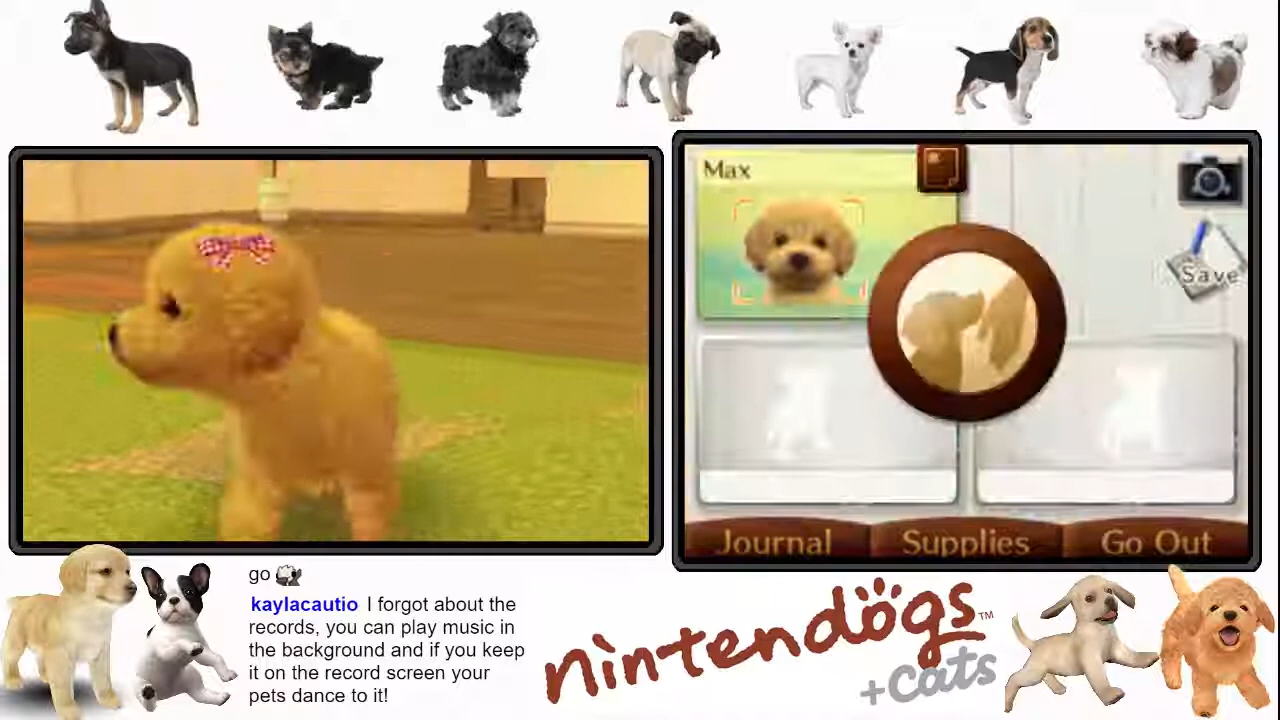 Max
Save
Journal
Supplies
Go Out
go
kaylacautio I forgot about the
records, you can play music in
the background and if you keep
it on the record screen your
pets dance to it!
nintendögs™
+cats